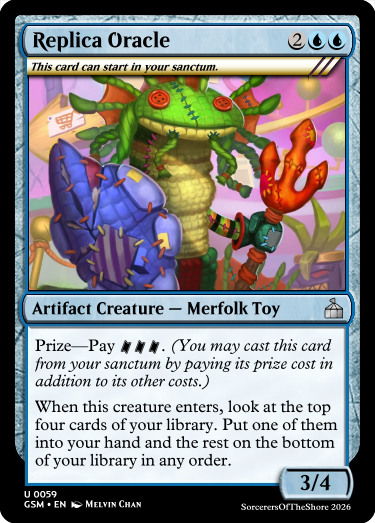 Replica Oracle 2
This card can start in your sanctum.
Artifact Creature — Merfolk Toy
Prize—Pay . (You may cast this card
from your sanctum by paying its prize cost in
addition to its other costs.)
When this creature enters, look at the top
four cards of your library. Put one of them
into your hand and the rest on the bottom
of your library in any order.
3/4
U 0059
GSM • EN Melvin Chan
SorcerersOfTheShore 2026